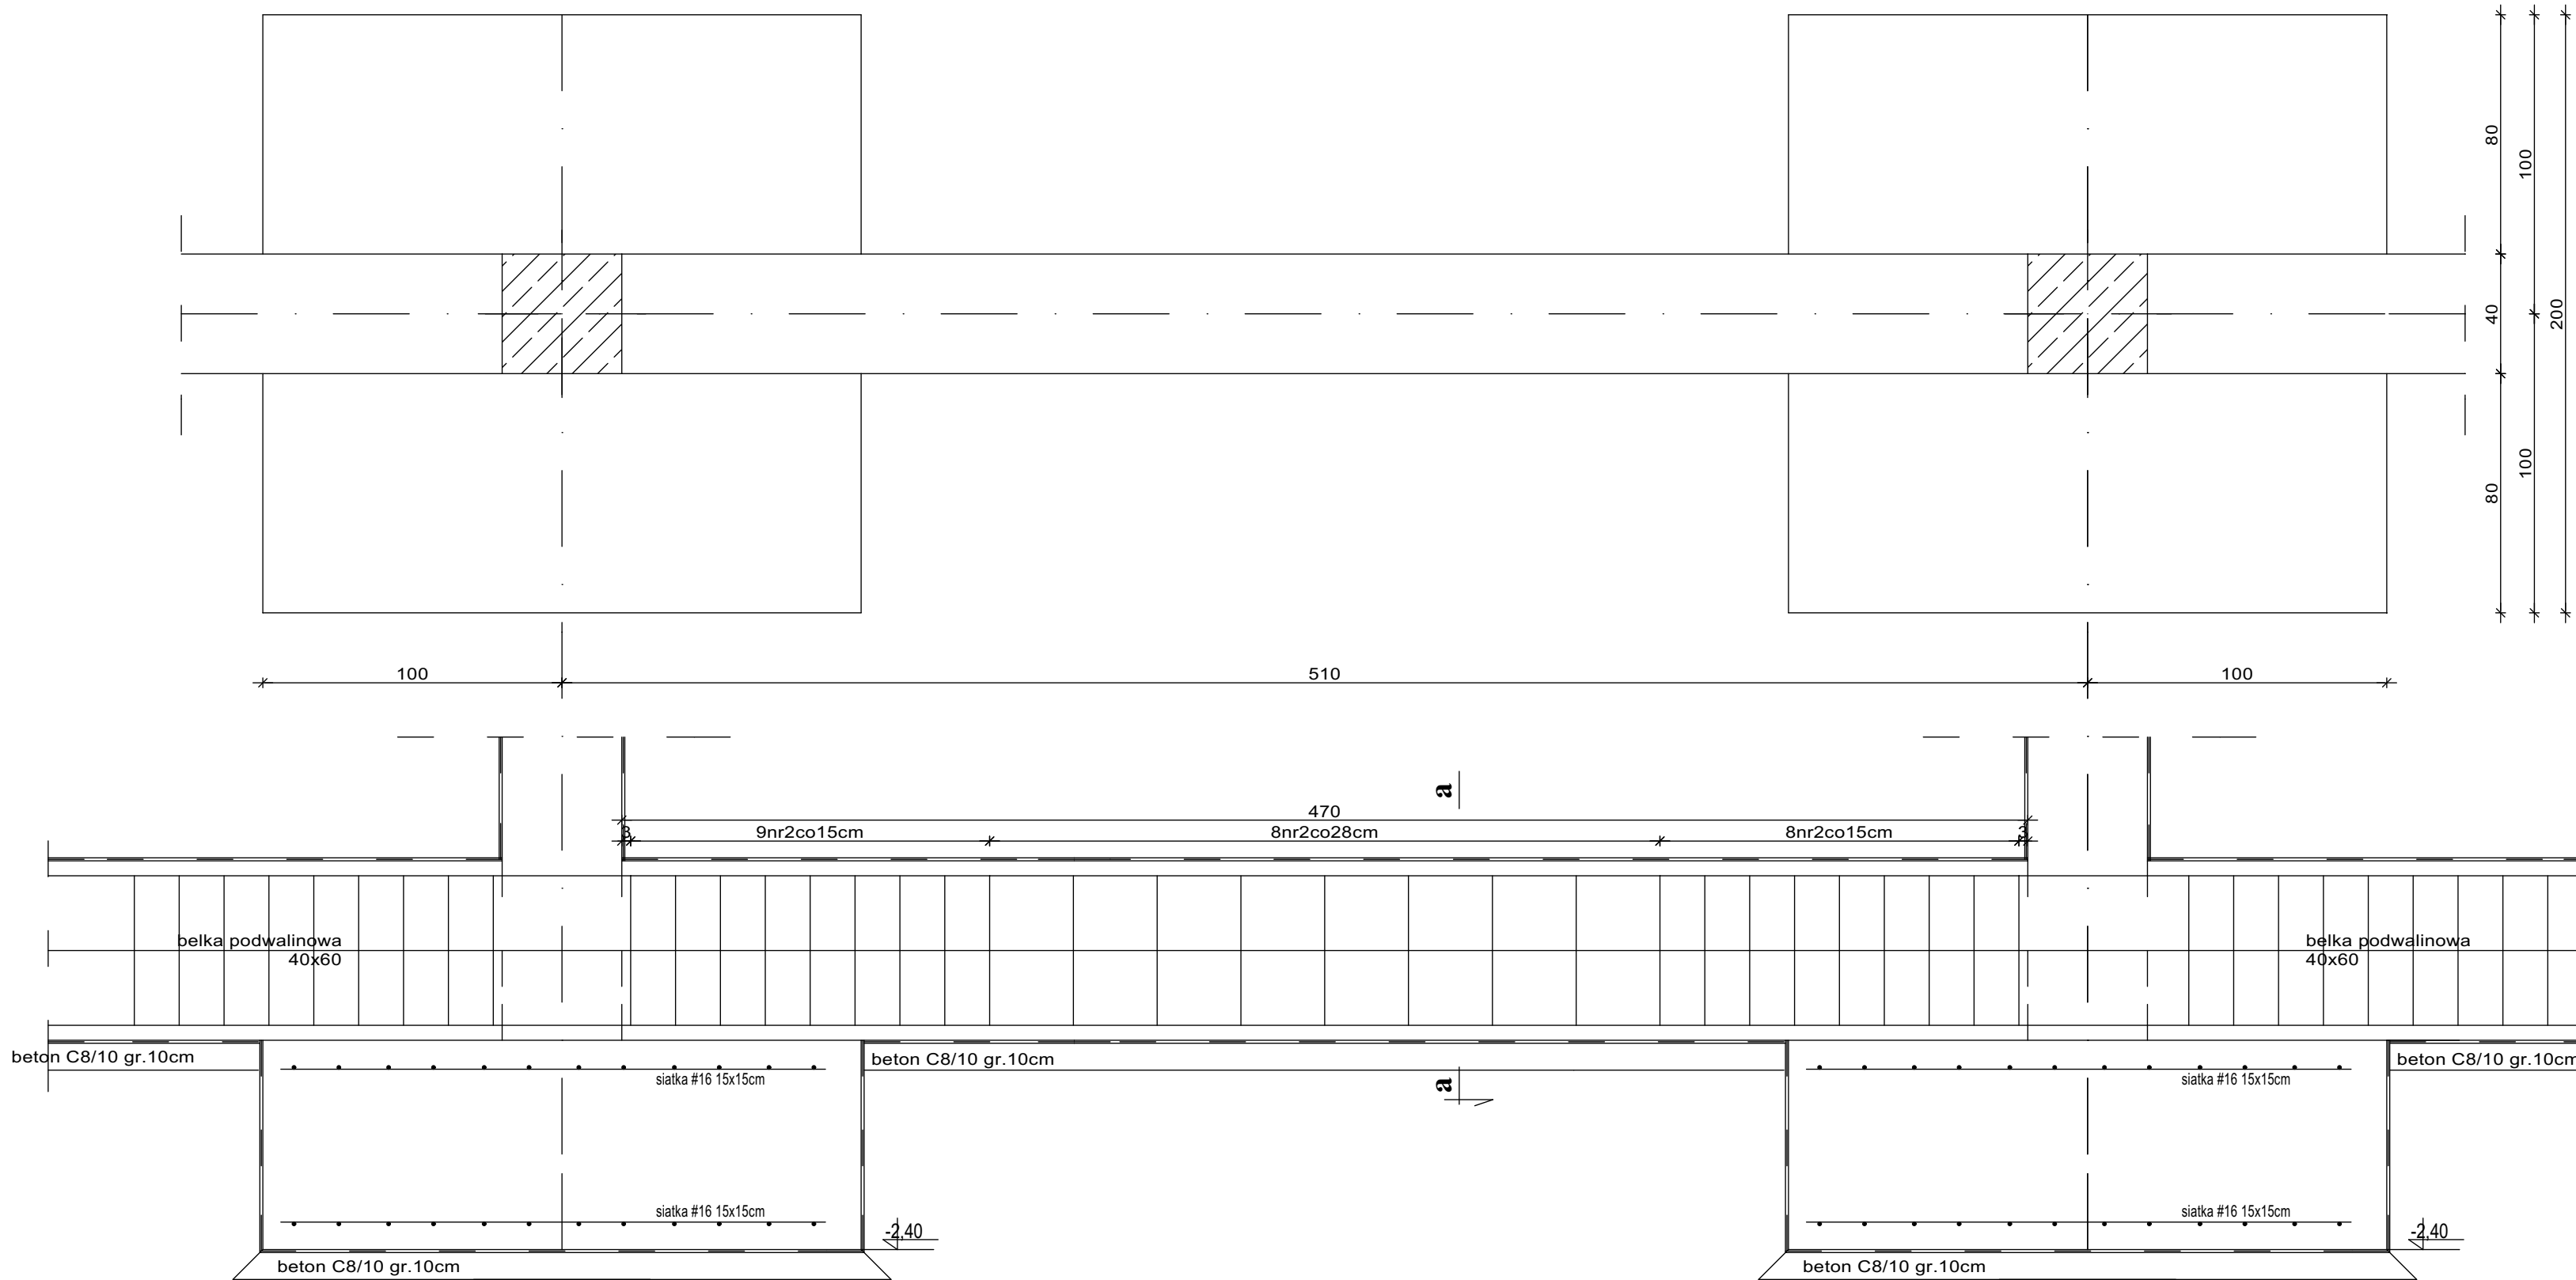 80
100
40
200
80
100
100
510
100
a
470
3
9nr2co15cm
8nr2co28cm
8nr2co15cm
3
belka podwalinowa
40x60
belka podwalinowa
40x60
beton C8/10 gr.10cm
beton C8/10 gr.10cm
beton C8/10 gr.10cm
siatka #16 15x15cm
siatka #16 15x15cm
a
siatka #16 15x15cm
siatka #16 15x15cm
-2,40
-2,40
beton C8/10 gr.10cm
beton C8/10 gr.10cm